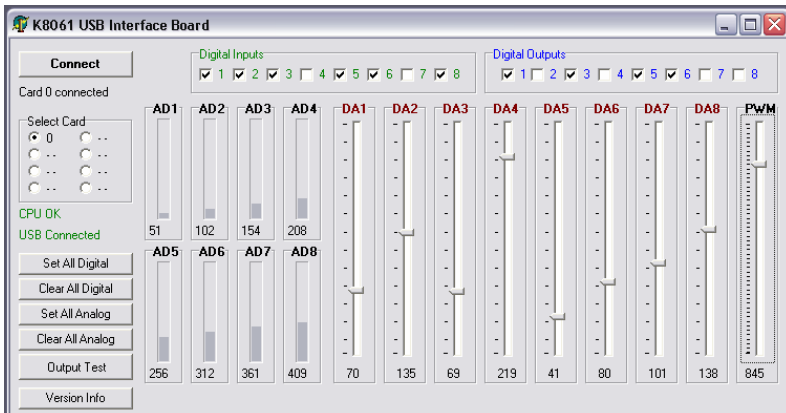 K8061 USB Interface Board
Connect
Card 0 connected
Select Card
0 --
-- --
-- --
-- --
CPU OK
USB Connected
Set All Digital
Clear All Digital
Set All Analog
Clear All Analog
Output Test
Version Info
Digital Inputs
1 2 3 4 5 6 7 8
Digital Outputs
1 2 3 4 5 6 7 8
AD1 AD2 AD3 AD4
51 102 154 208
AD5 AD6 AD7 AD8
256 312 361 409
DA1 DA2 DA3 DA4 DA5 DA6 DA7 DA8 PWM
70 135 69 219 41 80 101 138 845